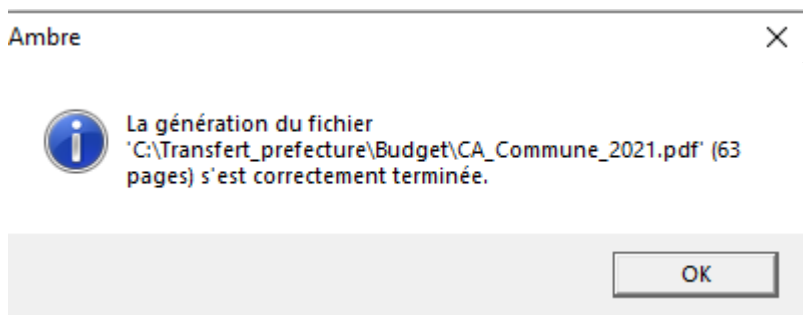 Ambre
La génération du fichier
'C:\Transfert_prefecture\Budget\CA_Commune_2021.pdf' (63
pages) s'est correctement terminée.
OK